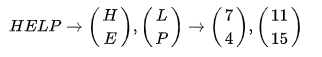 HELP → (H E), (L P) → (7 4), (11 15)